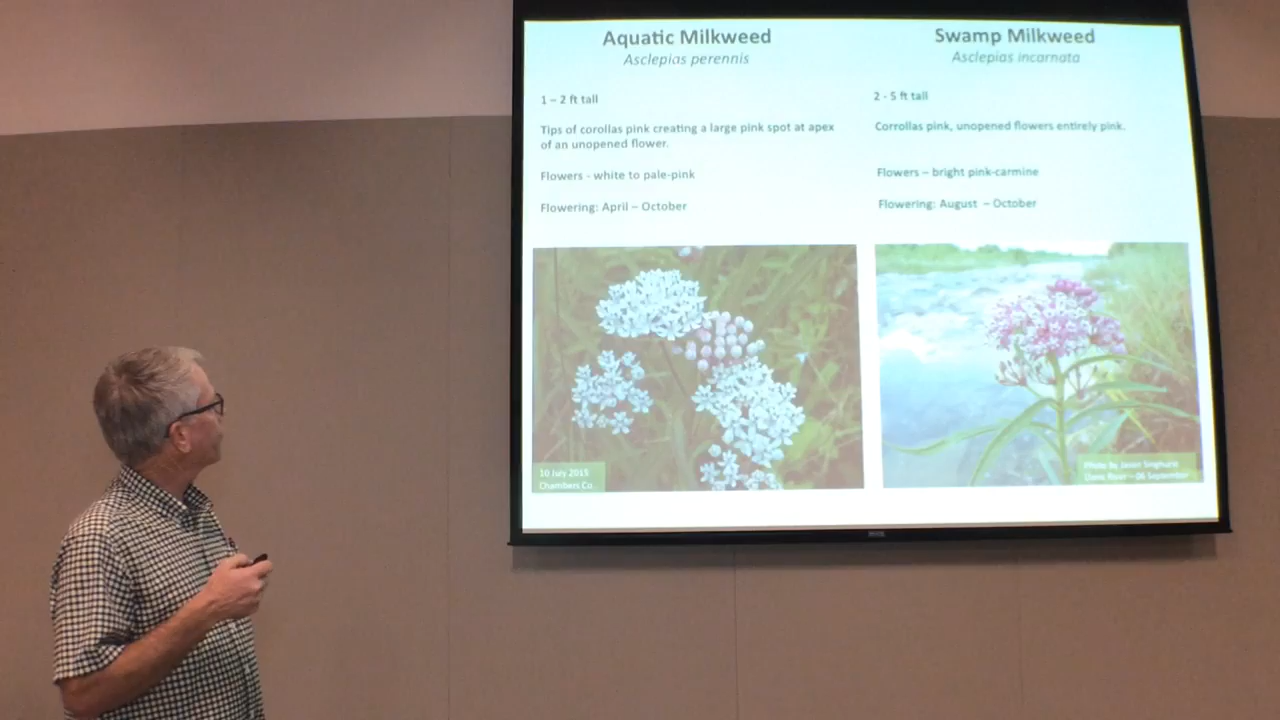 Aquatic Milkweed
Asclepias perennis
1 – 2 ft tall
Tips of corollas pink creating a large pink spot at apex
of an unopened flower.
Flowers - white to pale-pink
Flowering: April – October
10 July 2015
Chambers Co.
Swamp Milkweed
Asclepias incarnata
2 - 5 ft tall
Corrollas pink, unopened flowers entirely pink.
Flowers – bright pink-carmine
Flowering: August – October
Photo by Jason Singhurst
Llano River – 06 September